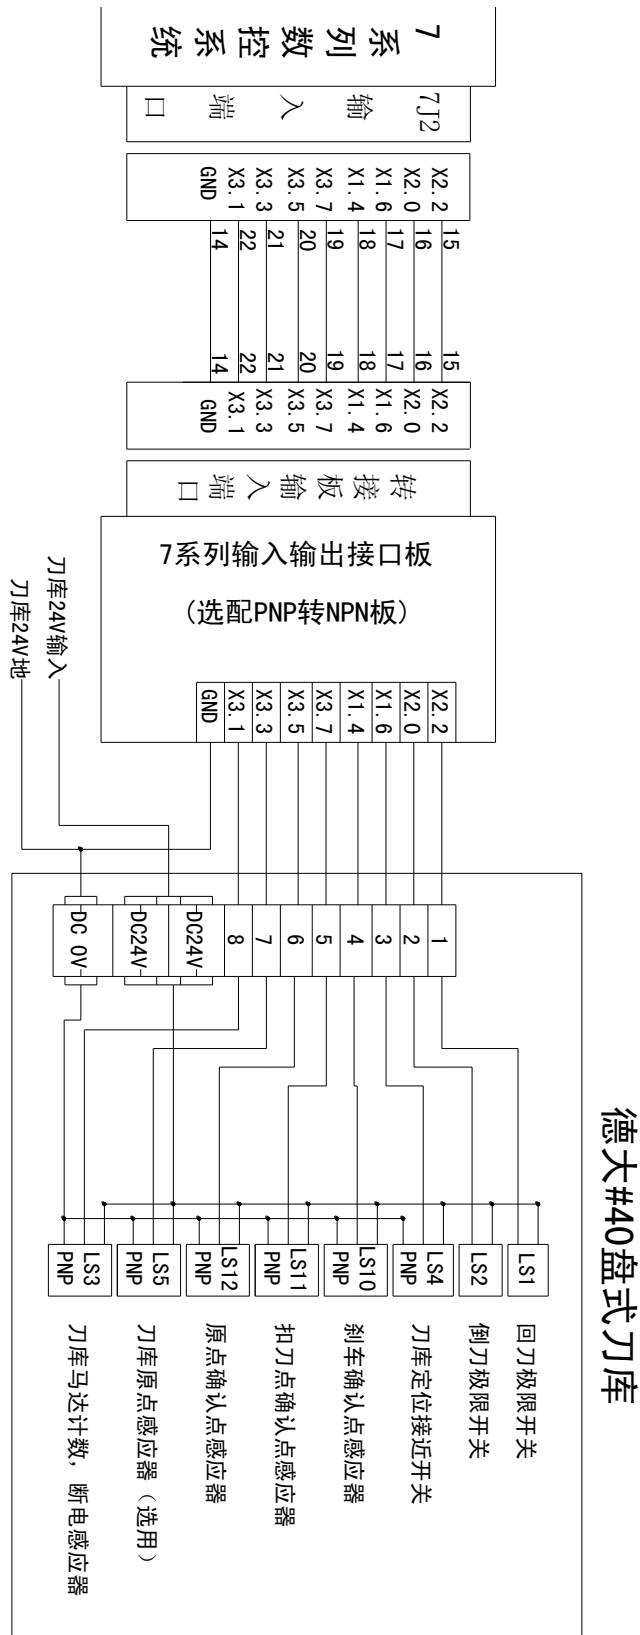 7系列数控系统
7J2输入端口
X2.2
X2.0
X1.6
X1.4
X3.7
X3.5
X3.3
X3.1
GND
15
16
17
18
19
20
21
22
14
15
16
17
18
19
20
21
22
14
X2.2
X2.0
X1.6
X1.4
X3.7
X3.5
X3.3
X3.1
GND
转接板输入端口
7系列输入输出接口板
(选配PNP转NPN板)
刀库24V输入
刀库24V地
GND
X3.1
X3.3
X3.5
X3.7
X1.4
X1.6
X2.0
X2.2
DC 0V
DC24V
DC24V
8
7
6
5
4
3
2
1
德大#40盘式刀库
LS1
LS2
LS4
PNP
LS10
PNP
LS11
PNP
LS12
PNP
LS5
PNP
LS3
PNP
回刀极限开关
倒刀极限开关
刀库定位接近开关
刹车确认点感应器
扣刀点确认点感应器
原点确认点感应器
刀库原点感应器（选用）
刀库马达计数，断电感应器